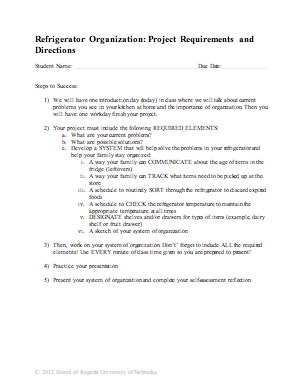 Refrigerator Organization: Project Requirements and
Directions
Student Name: ______________________________ Due Date: ______________
Steps to Success
1) We will have one introduction day (today) in class where we will talk about current
problems you see in your kitchen at home and the importance of organization. Then you
will have one workday finish your project.
2) Your project must include the following REQUIRED ELEMENTS:
a. What are your current problems?
b. What are possible solutions?
c. Develop a SYSTEM that will help solve the problems in your refrigerator and
help your family stay organized:
i. A way your family can COMMUNICATE about the age of items in the
fridge (leftovers)
ii. A way your family can TRACK what items need to be picked up at the
store
iii. A schedule to routinely SORT through the refrigerator to discard expired
foods
iv. A schedule to CHECK the refrigerator temperature to maintain the
appropriate temperature at all times
v. DESIGNATE shelves and/or drawers for types of items (example; dairy
shelf or fruit drawer)
vi. A sketch of your system of organization
3) Then, work on your system of organization Don't' forget to include ALL the required
elements! Use EVERY minute of class time given so you are prepared to present!
4) Practice your presentation
5) Present your system of organization and complete your self-assessment reflection
© 2012 Board of Regents University of Nebraska